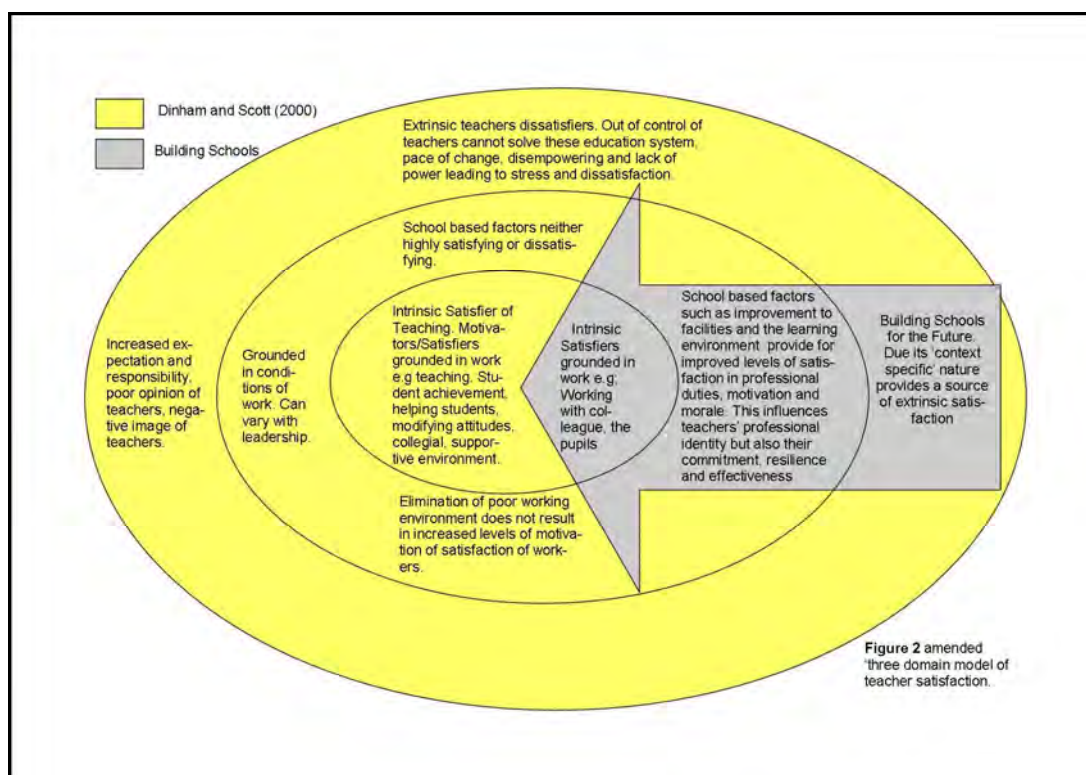 Dinham and Scott (2000)
Building Schools
Extrinsic teachers dissatisfiers. Out of control of
teachers cannot solve these education system,
pace of change, disempowering and lack of
power leading to stress and dissatisfaction.
School based factors neither
highly satisfying or dissatis-
fying.
Increased ex-
pectation and
responsibility,
poor opinion of
teachers, negative
image of
teachers.
Grounded
in condi-
tions of
work. Can
vary with
leadership.
Intrinsic Satisfier of
Teaching. Motiva-
tors/Satisfiers
grounded in work
e.g teaching. Stu-
dent achievement,
helping students,
modifying attitudes,
collegial, suppor-
tive environment.
Intrinsic
Satisfiers
grounded in
work e.g;
Working
with col-
league, the
pupils
School based factors
such as improvement to
facilities and the learning
environment provide for
improved levels of satis-
faction in professional
duties, motivation and
morale. This influences
teachers' professional
identity but also their
commitment, resilience
and effectiveness
Building Schools
for the Future.
Due its 'context
specific' nature
provides a source
of extrinsic satis-
faction
Elimination of poor working
environment does not result
in increased levels of motiva-
tion of satisfaction of work-
ers.
Figure 2 amended
'three domain model of
teacher satisfaction.